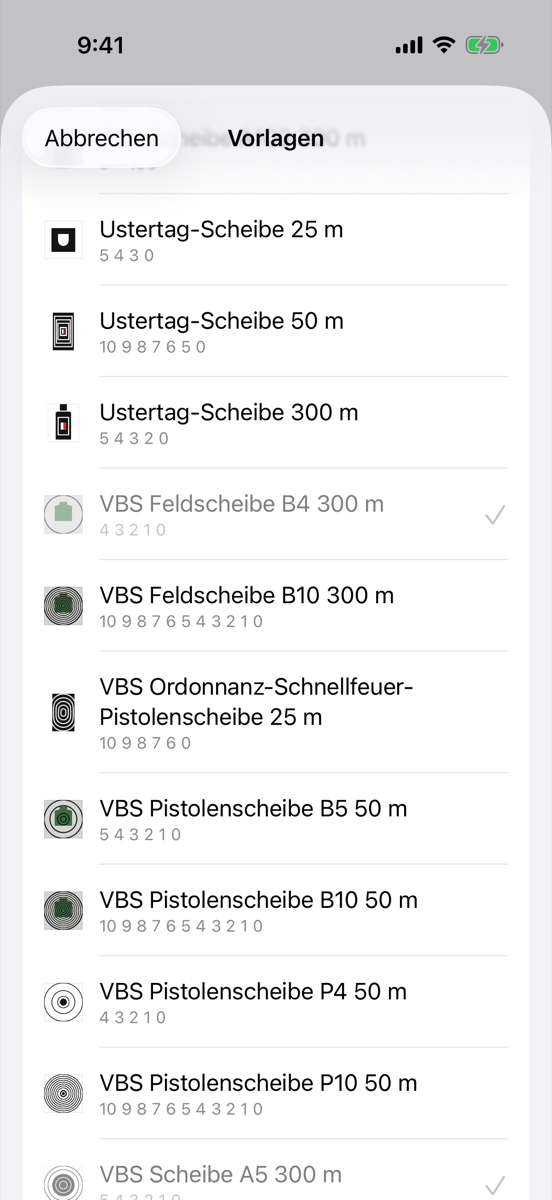 9:41
Abbrechen
Vorlagen
Ustertag-Scheibe 25 m
5 4 3 0
Ustertag-Scheibe 50 m
10 9 8 7 6 5 0
Ustertag-Scheibe 300 m
5 4 3 2 0
VBS Feldscheibe B4 300 m
4 3 2 1 0
VBS Feldscheibe B10 300 m
10 9 8 7 6 5 4 3 2 1 0
VBS Ordonnanz-Schnellfeuer-
Pistolenscheibe 25 m
10 9 8 7 6 0
VBS Pistolenscheibe B5 50 m
5 4 3 2 1 0
VBS Pistolenscheibe B10 50 m
10 9 8 7 6 5 4 3 2 1 0
VBS Pistolenscheibe P4 50 m
4 3 2 1 0
VBS Pistolenscheibe P10 50 m
10 9 8 7 6 5 4 3 2 1 0
VBS Scheibe A5 300 m
5 4 3 2 1 0